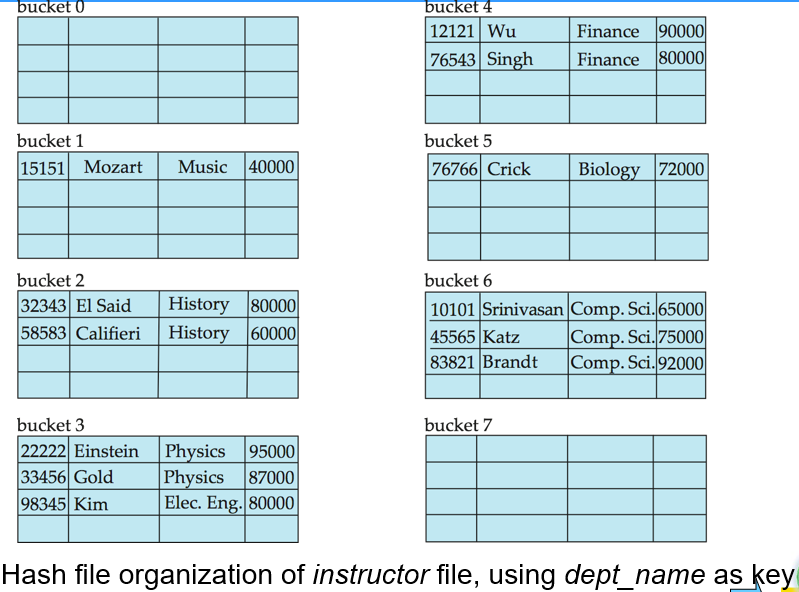 bucket 0
bucket 1
15151 Mozart Music 40000
bucket 2
32343 El Said History 80000
58583 Califieri History 60000
bucket 3
22222 Einstein Physics 95000
33456 Gold Physics 87000
98345 Kim Elec. Eng. 80000
bucket 4
12121 Wu Finance 90000
76543 Singh Finance 80000
bucket 5
76766 Crick Biology 72000
bucket 6
10101 Srinivasan Comp. Sci. 65000
45565 Katz Comp. Sci. 75000
83821 Brandt Comp. Sci. 92000
bucket 7
Hash file organization of instructor file, using dept_name as key